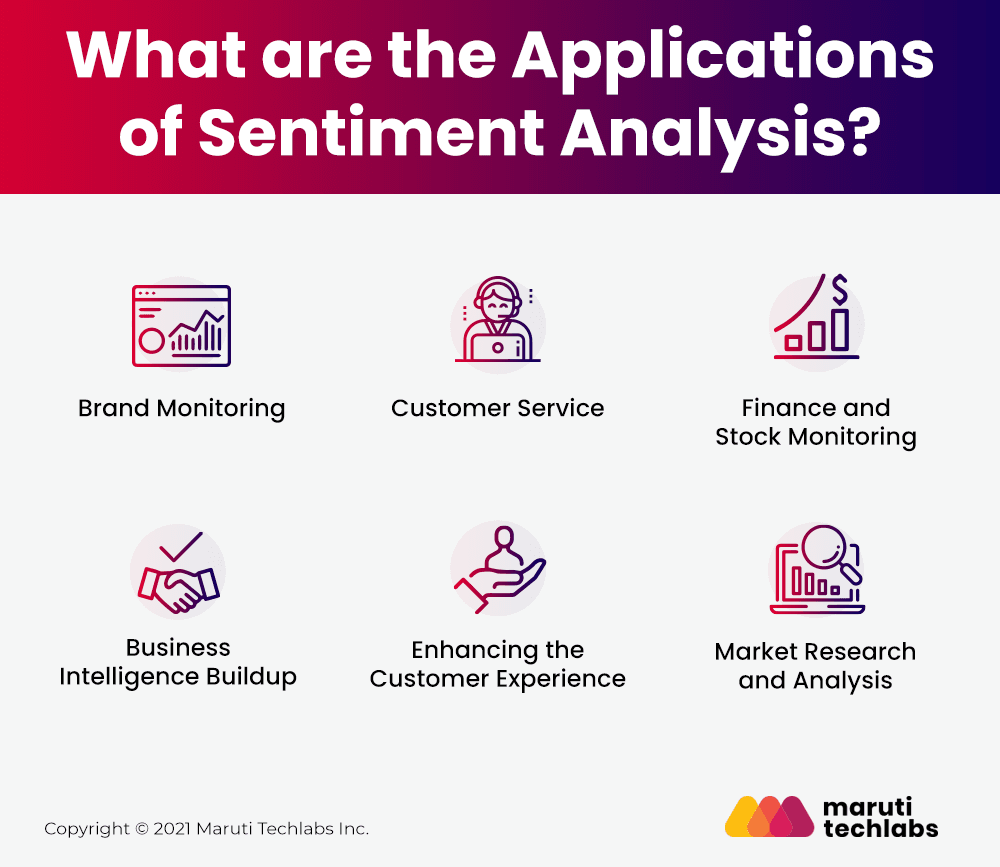 What are the Applications
of Sentiment Analysis?
Brand Monitoring
Customer Service
Finance and
Stock Monitoring
Business
Intelligence Buildup
Enhancing the
Customer Experience
Market Research
and Analysis
Copyright © 2021 Maruti Techlabs Inc.
maruti
techlabs